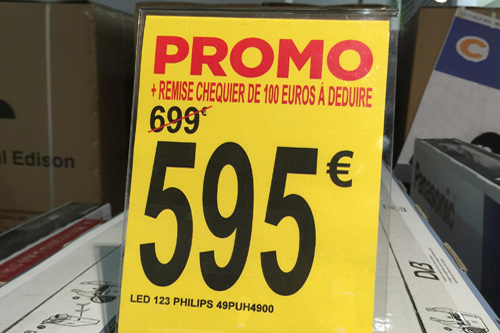 PROMO
+ REMISE CHEQUIER DE 100 EUROS À DEDUIRE
699€
595€
LED 123 PHILIPS 49PUH4900
al Edison
Panasonic
C